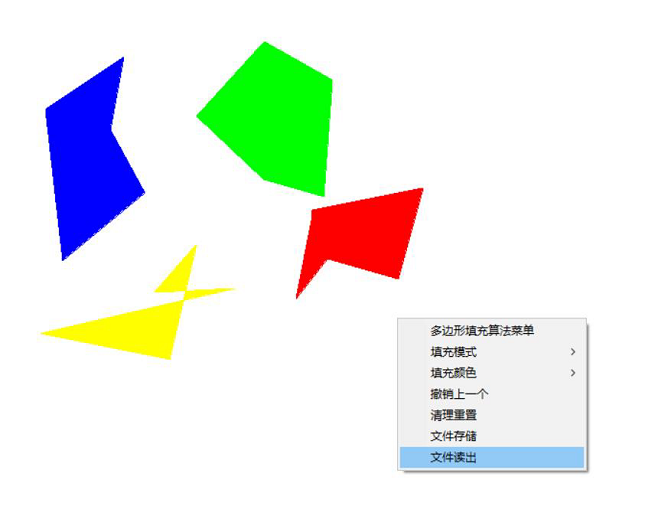 多边形填充算法菜单
填充模式
填充颜色
撤销上一个
清理重置
文件存储
文件读出